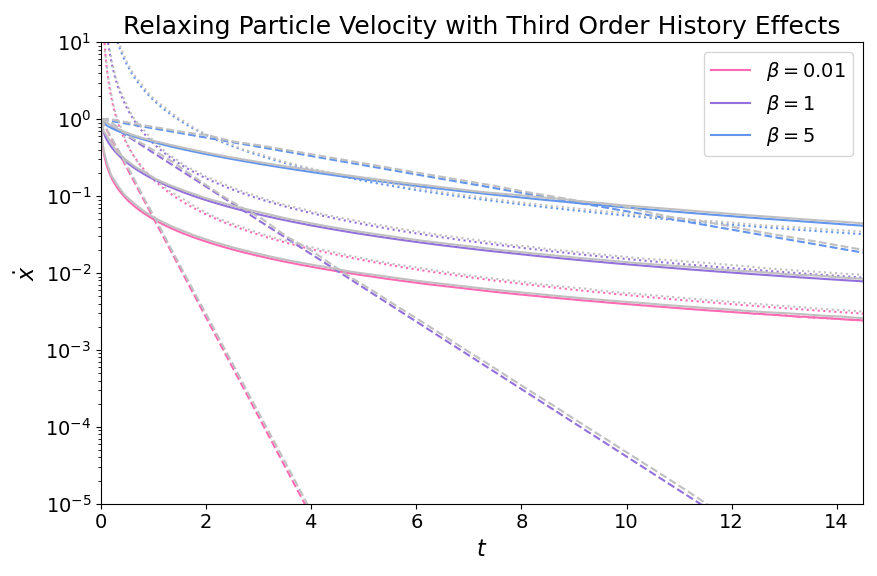 Relaxing Particle Velocity with Third Order History Effects
10¹
10⁰
10⁻¹
10⁻²
10⁻³
10⁻⁴
10⁻⁵
ẋ
β = 0.01
β = 1
β = 5
0 2 4 6 8 10 12 14
t